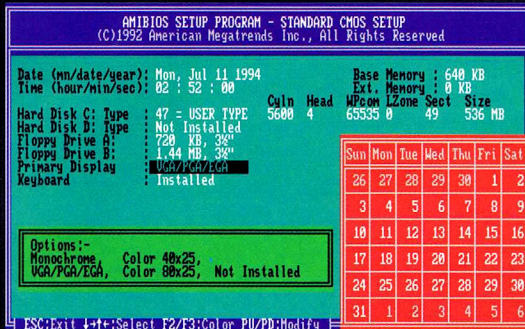 AMIBIOS SETUP PROGRAM - STANDARD CMOS SETUP
(C)1992 American Megatrends Inc., All Rights Reserved
Date (mn/date/year): Mon, Jul 11 1994 Base Memory : 640 KB
Time (hour/min/sec): 02 : 52 : 00 Ext. Memory : 0 KB
Cyln Head WPcom LZone Sect Size
Hard Disk C: Type : 47 = USER TYPE 5600 4 65535 0 49 536 MB
Hard Disk D: Type : Not Installed
Floppy Drive A: : 720 KB, 3½"
Floppy Drive B: : 1.44 MB, 3½"
Primary Display : VGA/PGA/EGA
Keyboard : Installed
Sun Mon Tue Wed Thu Fri Sat
26 27 28 29 30 1 2
3 4 5 6 7 8 9
10 11 12 13 14 15 16
17 18 19 20 21 22 23
24 25 26 27 28 29 30
31 1 2 3 4 5 6
Options:-
Monochrome, Color 40x25,
VGA/PGA/EGA, Color 80x25, Not Installed
ESC:Exit ↓→↑←:Select F2/F3:Color PU/PD:Modify